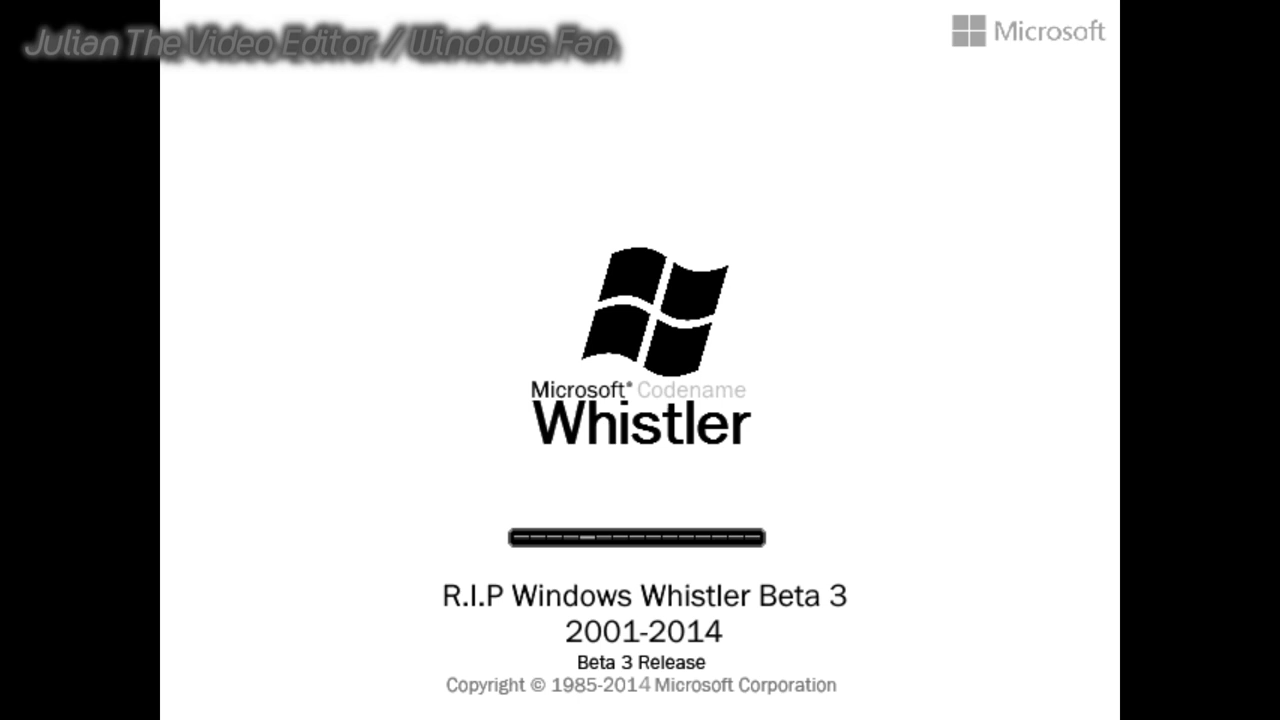 Julian The Video Editor / Windows Fan
Microsoft
Microsoft® Codename
Whistler
R.I.P Windows Whistler Beta 3
2001-2014
Beta 3 Release
Copyright © 1985-2014 Microsoft Corporation